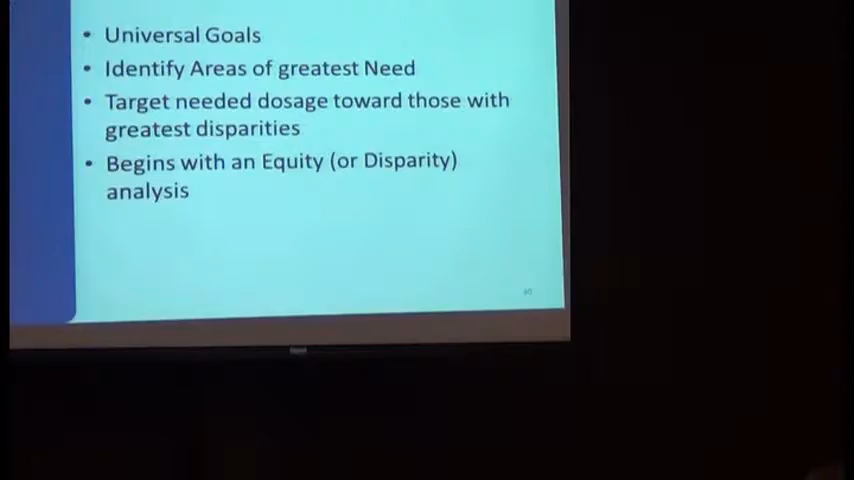 • Universal Goals
• Identify Areas of greatest Need
• Target needed dosage toward those with
greatest disparities
• Begins with an Equity (or Disparity)
analysis